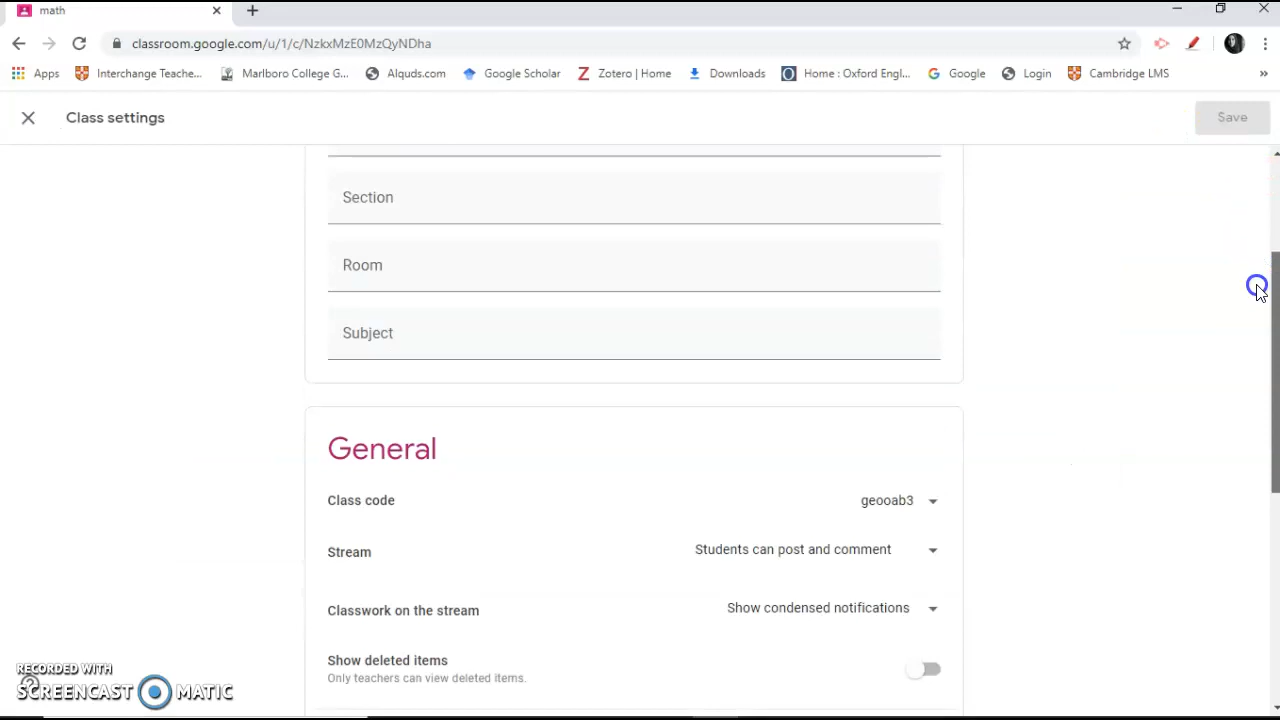 math
classroom.google.com/u/1/c/NzkxMzE0MzQyNDha
Apps Interchange Teache... Marlboro College G... Alquds.com Google Scholar Zotero | Home Downloads Home : Oxford Engl... Google Login Cambridge LMS »
Class settings Save
Section
Room
Subject
General
Class code geooab3
Stream Students can post and comment
Classwork on the stream Show condensed notifications
Show deleted items
Only teachers can view deleted items.
RECORDED WITH
SCREENCAST MATIC